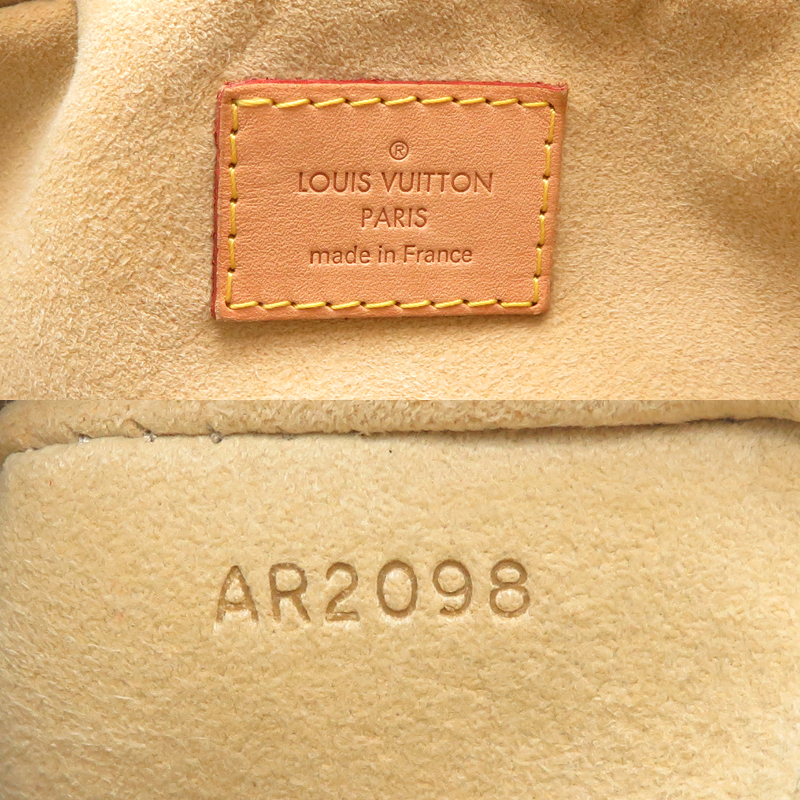 ®
LOUIS VUITTON
PARIS
made in France
AR2098